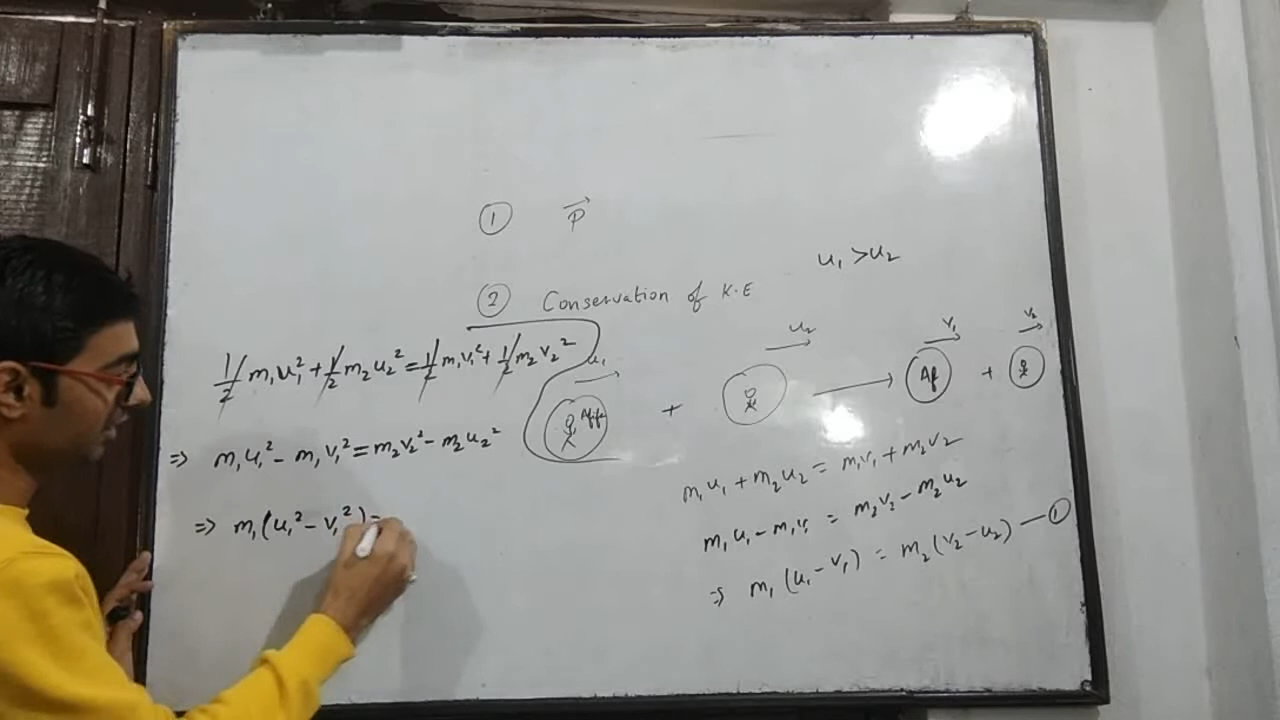 ① P⃗
u₁ > u₂
② Conservation of K.E
½ m₁u₁² + ½ m₂u₂² = ½ m₁v₁² + ½ m₂v₂²
⇒ m₁u₁² - m₁v₁² = m₂v₂² - m₂u₂²
⇒ m₁(u₁² - v₁²) =
u₁ u₂ v₁ v₂
+ → Af +
m₁u₁ + m₂u₂ = m₁v₁ + m₂v₂
m₁u₁ - m₁v₁ = m₂v₂ - m₂u₂
⇒ m₁(u₁ - v₁) = m₂(v₂ - u₂) — ①